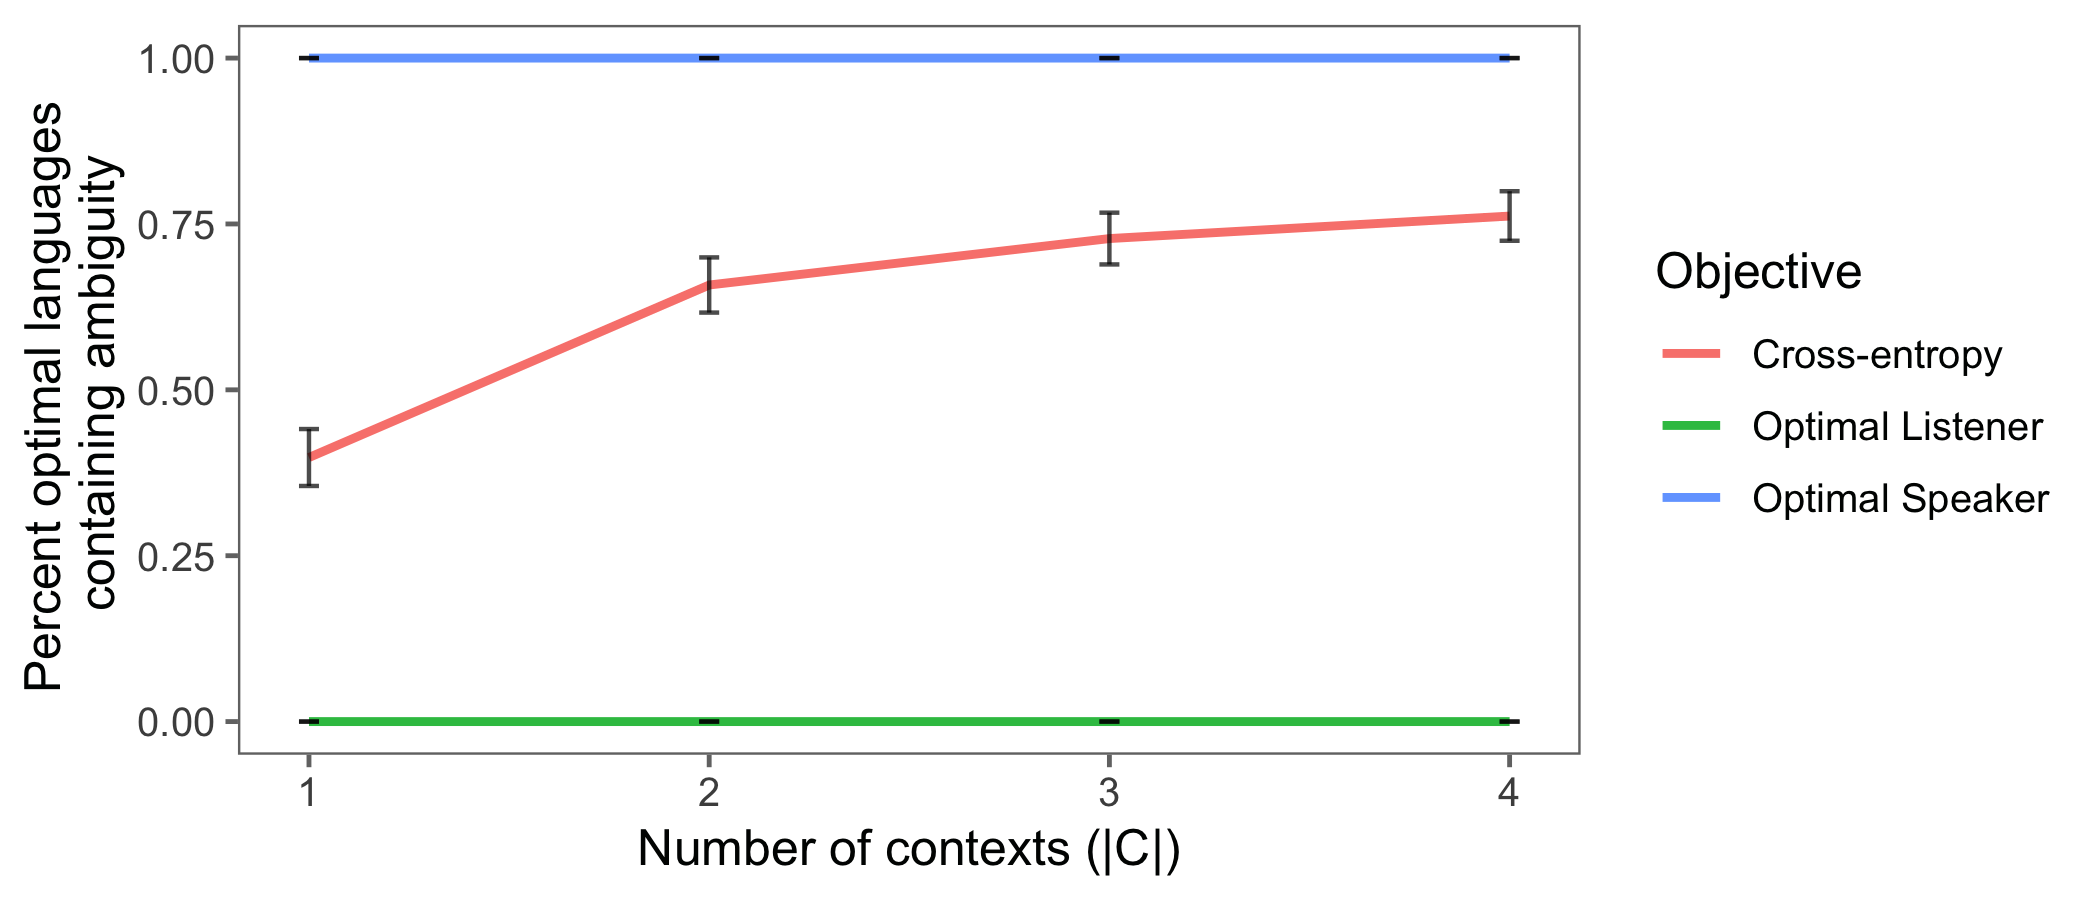 Percent optimal languages
containing ambiguity
1.00
0.75
0.50
0.25
0.00
1 2 3 4
Number of contexts (|C|)
Objective
Cross-entropy
Optimal Listener
Optimal Speaker